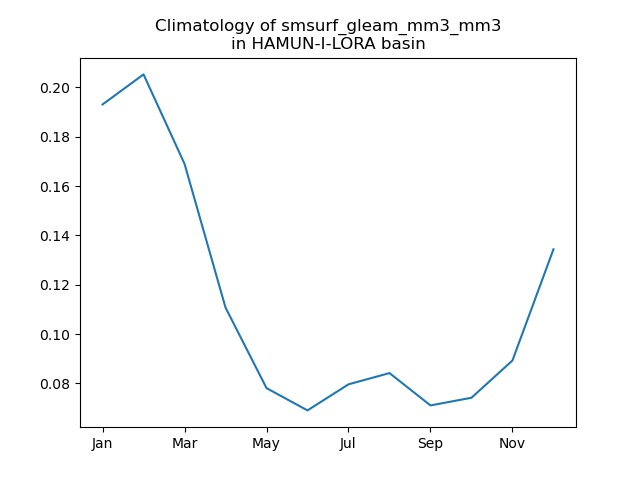 Climatology of smsurf_gleam_mm3_mm3
in HAMUN-I-LORA basin
0.20
0.18
0.16
0.14
0.12
0.10
0.08
Jan Mar May Jul Sep Nov